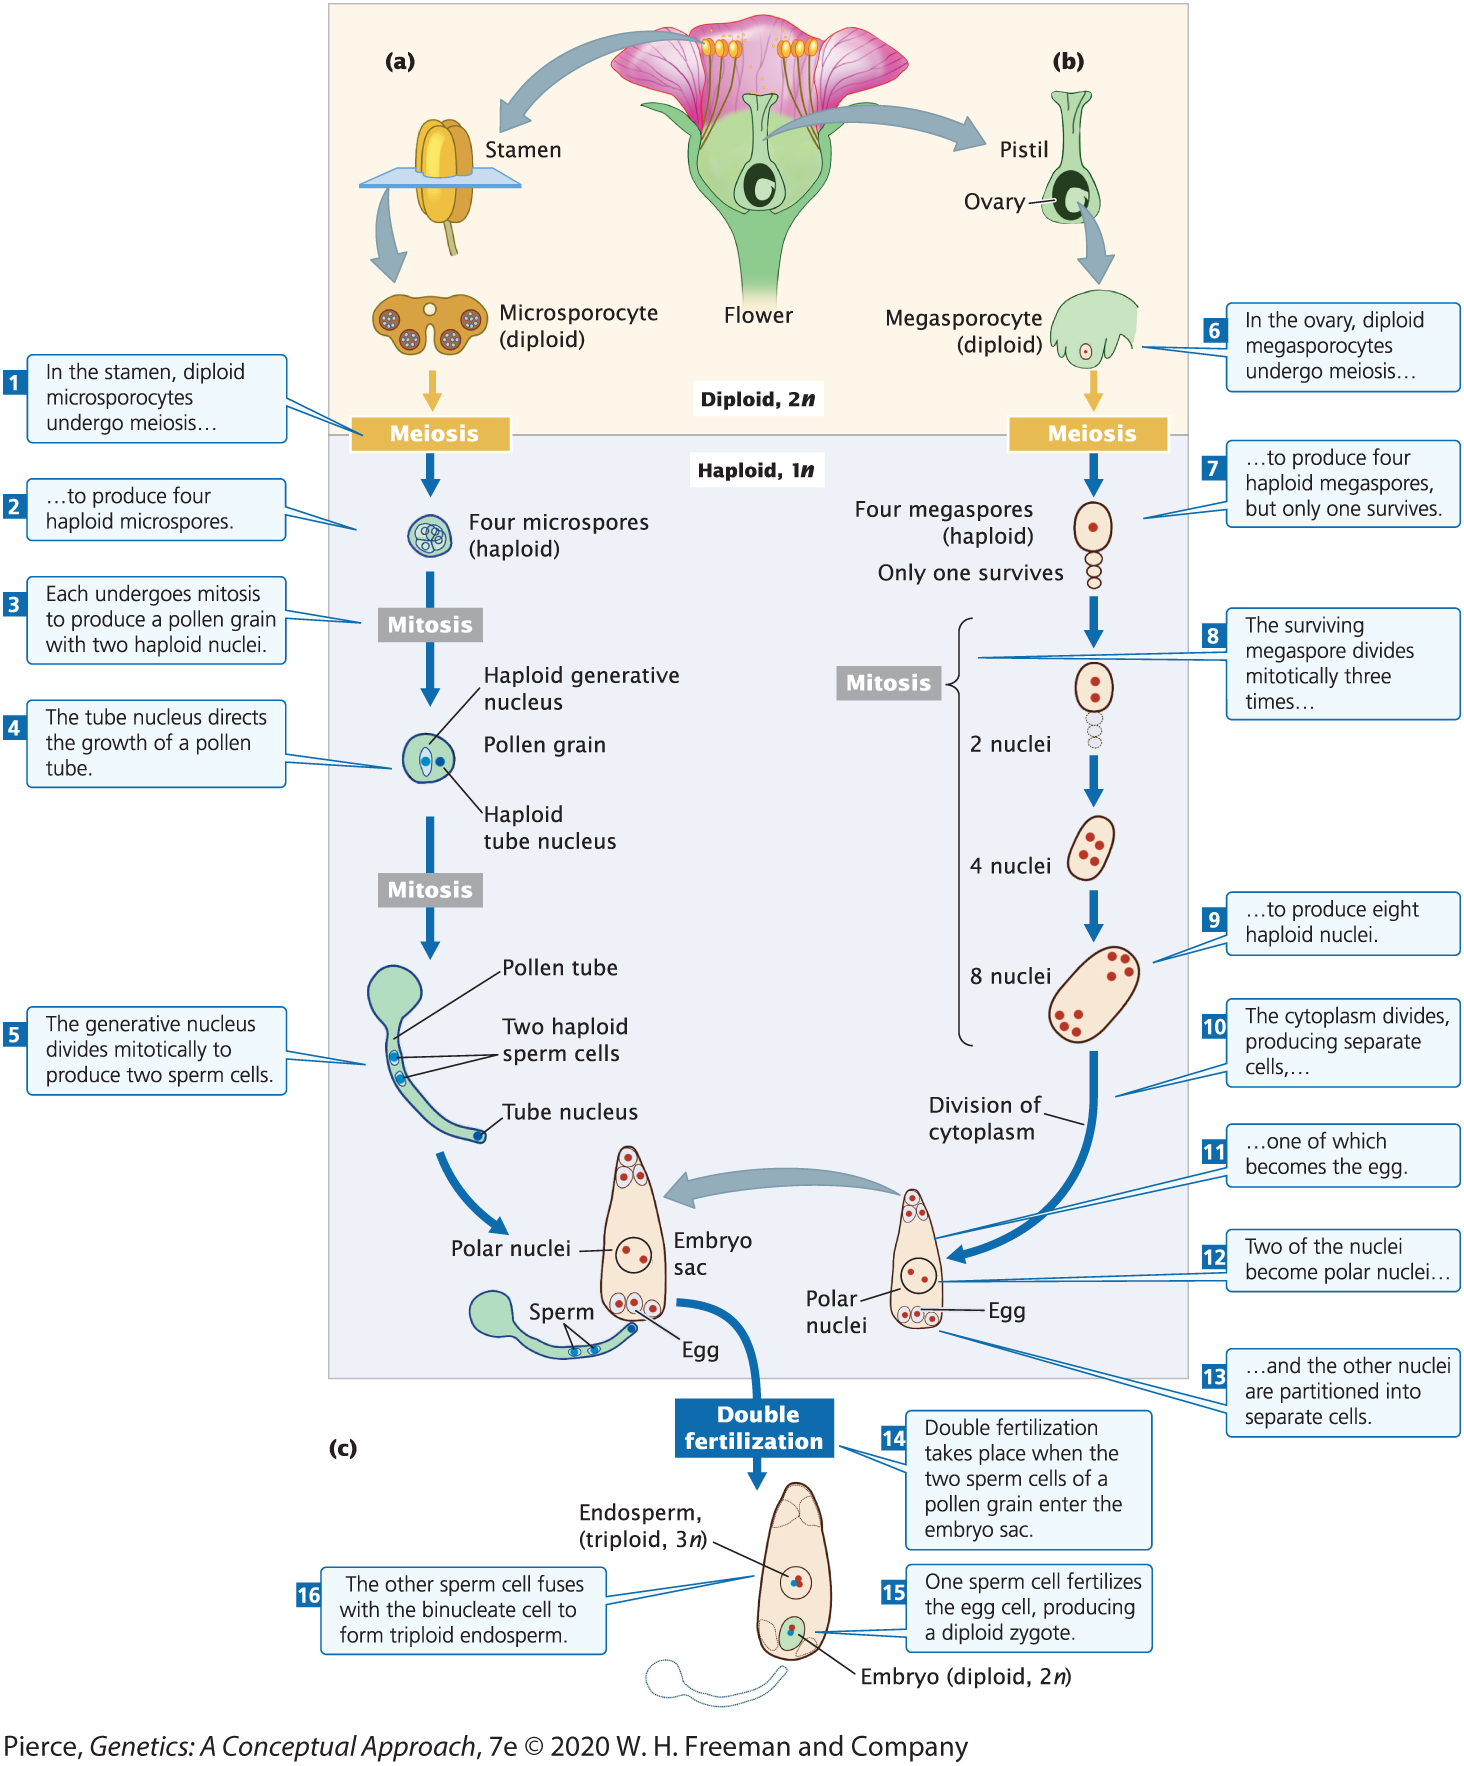 (a)
(b)
Stamen
Pistil
Ovary
Microsporocyte
(diploid)
Flower
Megasporocyte
(diploid)
1
In the stamen, diploid
microsporocytes
undergo meiosis…
6
In the ovary, diploid
megasporocytes
undergo meiosis…
Diploid, 2n
Meiosis
Meiosis
Haploid, 1n
2
…to produce four
haploid microspores.
Four microspores
(haploid)
Four megaspores
(haploid)
Only one survives
7
…to produce four
haploid megaspores,
but only one survives.
3
Each undergoes mitosis
to produce a pollen grain
with two haploid nuclei.
Mitosis
Mitosis
8
The surviving
megaspore divides
mitotically three
times…
Haploid generative
nucleus
Pollen grain
Haploid
tube nucleus
4
The tube nucleus directs
the growth of a pollen
tube.
2 nuclei
4 nuclei
8 nuclei
Mitosis
9
…to produce eight
haploid nuclei.
Pollen tube
Two haploid
sperm cells
Tube nucleus
5
The generative nucleus
divides mitotically to
produce two sperm cells.
10
The cytoplasm divides,
producing separate
cells,…
Division of
cytoplasm
11
…one of which
becomes the egg.
Polar nuclei
Embryo
sac
Sperm
Egg
Polar
nuclei
Egg
12
Two of the nuclei
become polar nuclei…
13
…and the other nuclei
are partitioned into
separate cells.
Double
fertilization
(c)
14
Double fertilization
takes place when the
two sperm cells of a
pollen grain enter the
embryo sac.
Endosperm,
(triploid, 3n)
16
The other sperm cell fuses
with the binucleate cell to
form triploid endosperm.
15
One sperm cell fertilizes
the egg cell, producing
a diploid zygote.
Embryo (diploid, 2n)
Pierce, Genetics: A Conceptual Approach, 7e © 2020 W. H. Freeman and Company